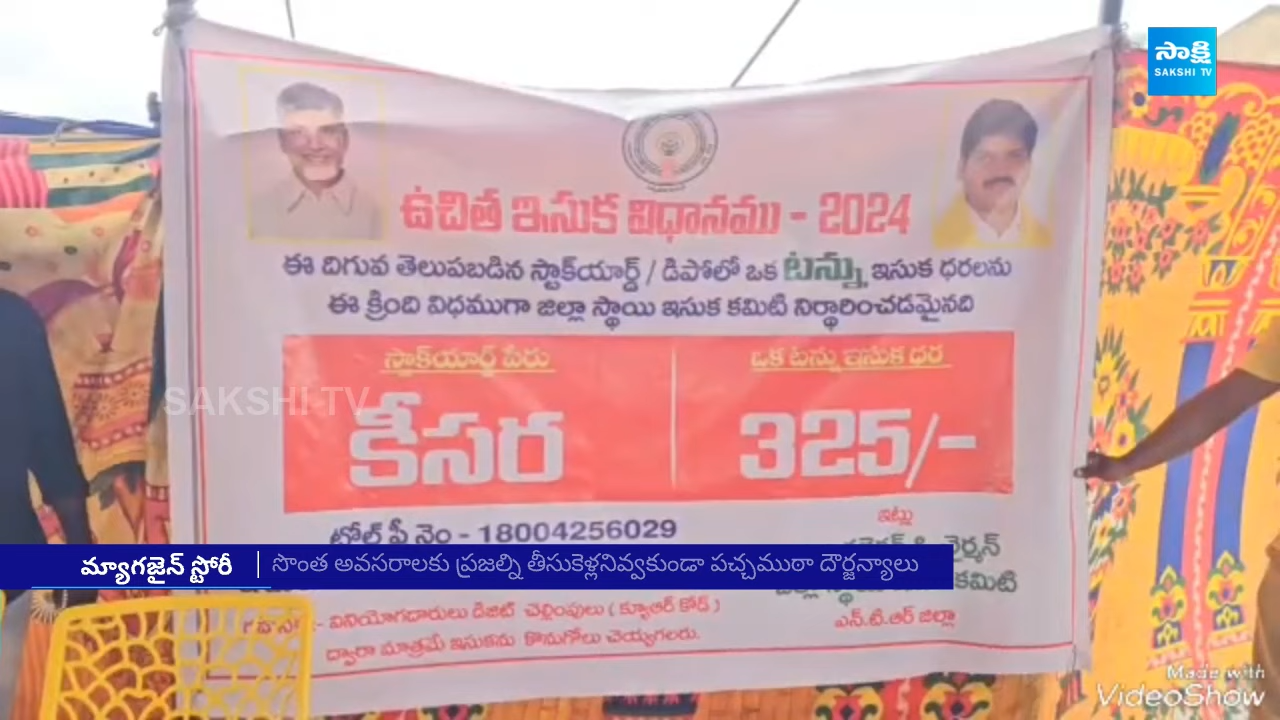 సాక్షి
SAKSHI TV
ఉచిత ఇసుక విధానము - 2024
ఈ దిగువ తెలుపబడిన స్టాక్‌యార్డ్ / డిపోలో ఒక టన్ను ఇసుక ధరలను
ఈ క్రింది విధముగా జిల్లా స్థాయి ఇసుక కమిటి నిర్థారించడమైనది
స్టాక్‌యార్డ్ పేరు
ఒక టన్ను ఇసుక ధర
SAKSHI TV
కీసర
325/-
టోల్ ఫ్రీ నెం - 18004256029
ఇట్లు
మ్యాగజైన్ స్టోరీ
సొంత అవసరాలకు ప్రజల్ని తీసుకెళ్లనివ్వకుండా పచ్చముఠా దౌర్జన్యాలు
కమిటి
ఎన్.టి.ఆర్ జిల్లా
వినియోగదారులు డిజిట్ చెల్లింపులు ( క్యూఆర్ కోడ్ )
ద్వారా మాత్రమే ఇసుకను కొనుగోలు చెయ్యగలరు.
Made with
VideoShow